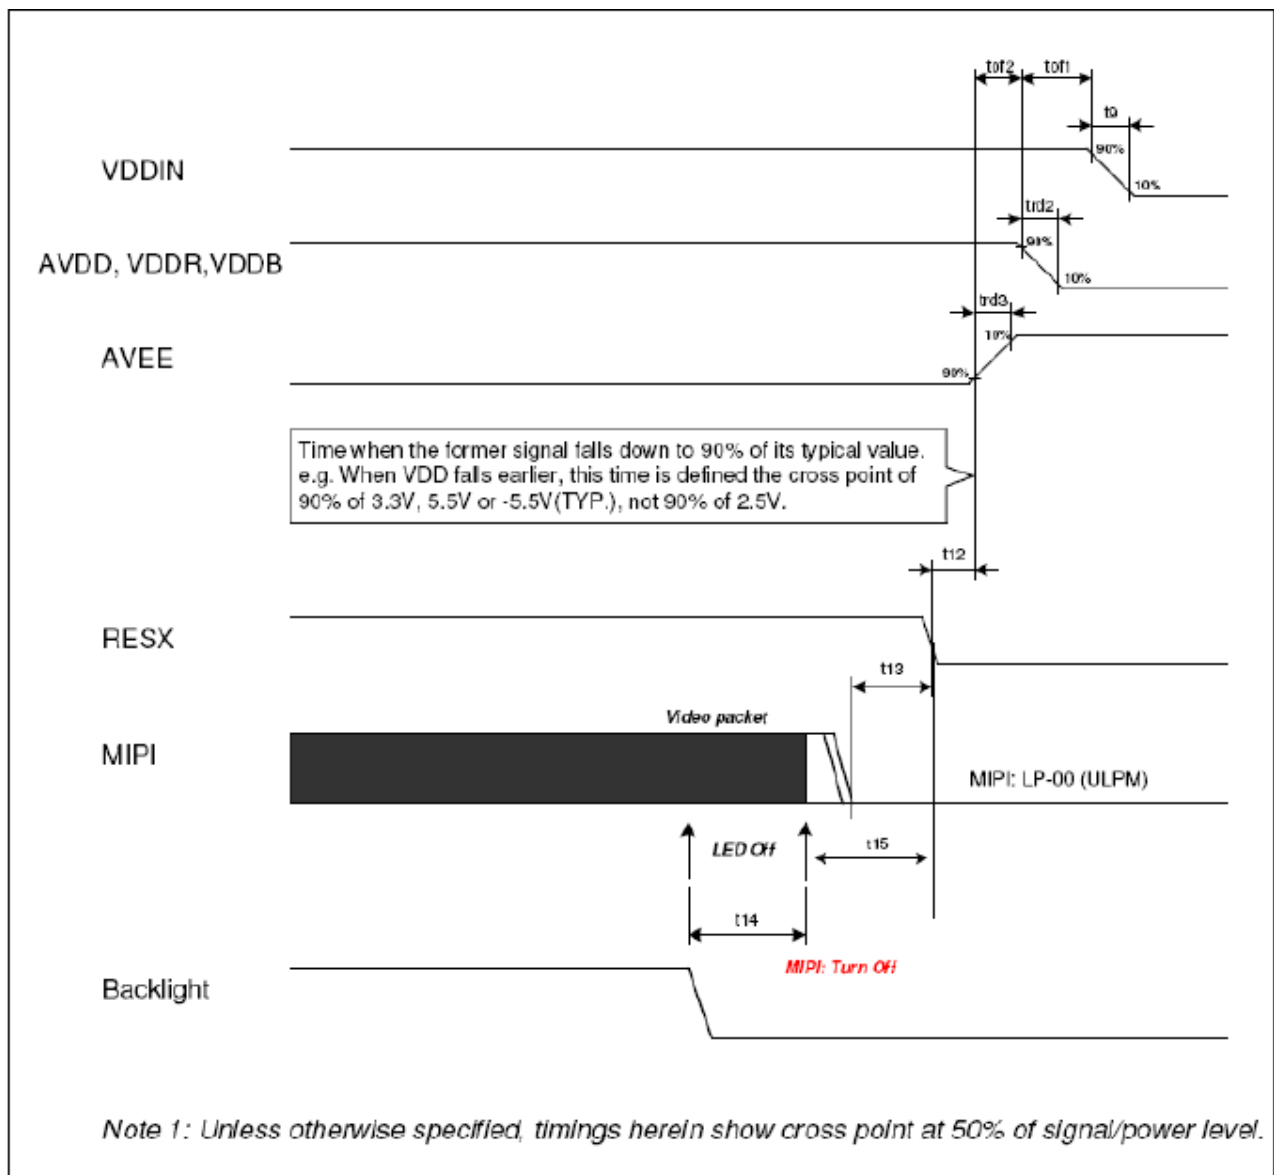 tof2 tof1
t9
VDDIN
90%
10%
trd2
AVDD, VDDR,VDDB
90%
10%
trd3
AVEE
10%
90%
Time when the former signal falls down to 90% of its typical value.
e.g. When VDD falls earlier, this time is defined the cross point of
90% of 3.3V, 5.5V or -5.5V(TYP.), not 90% of 2.5V.
t12
RESX
t13
Video packet
MIPI
MIPI: LP-00 (ULPM)
LED Off
t15
t14
MIPI: Turn Off
Backlight
Note 1: Unless otherwise specified, timings herein show cross point at 50% of signal/power level.